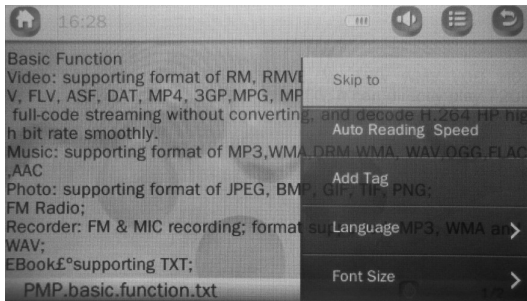 16:28
Basic Function
Video: supporting format of RM, RMVB
V, FLV, ASF, DAT, MP4, 3GP,MPG, MP
full-code streaming without converting, and decode H.264 HP hig
h bit rate smoothly.
Music: supporting format of MP3,WMA,DRM WMA, WAV,OGG,FLAC
,AAC
Photo: supporting format of JPEG, BMP, GIF, TIF, PNG;
FM Radio;
Recorder: FM & MIC recording; format supporting MP3, WMA and
WAV;
EBook£ºsupporting TXT;
PMP.basic.function.txt
Skip to
Auto Reading Speed
Add Tag
Language
Font Size